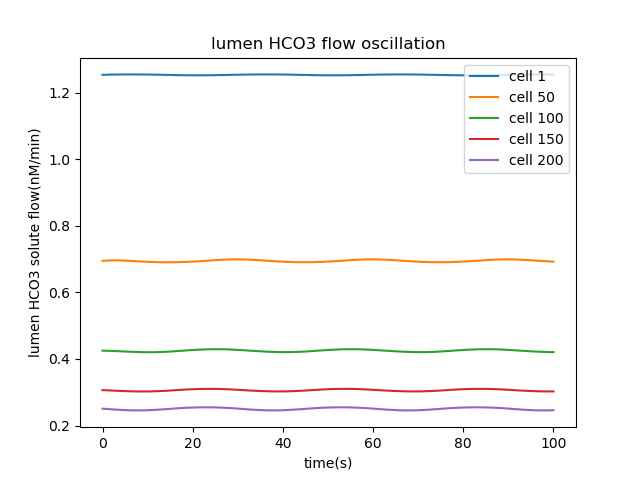 lumen HCO3 flow oscillation
lumen HCO3 solute flow(nM/min)
1.2
1.0
0.8
0.6
0.4
0.2
cell 1
cell 50
cell 100
cell 150
cell 200
0
20
40
60
80
100
time(s)